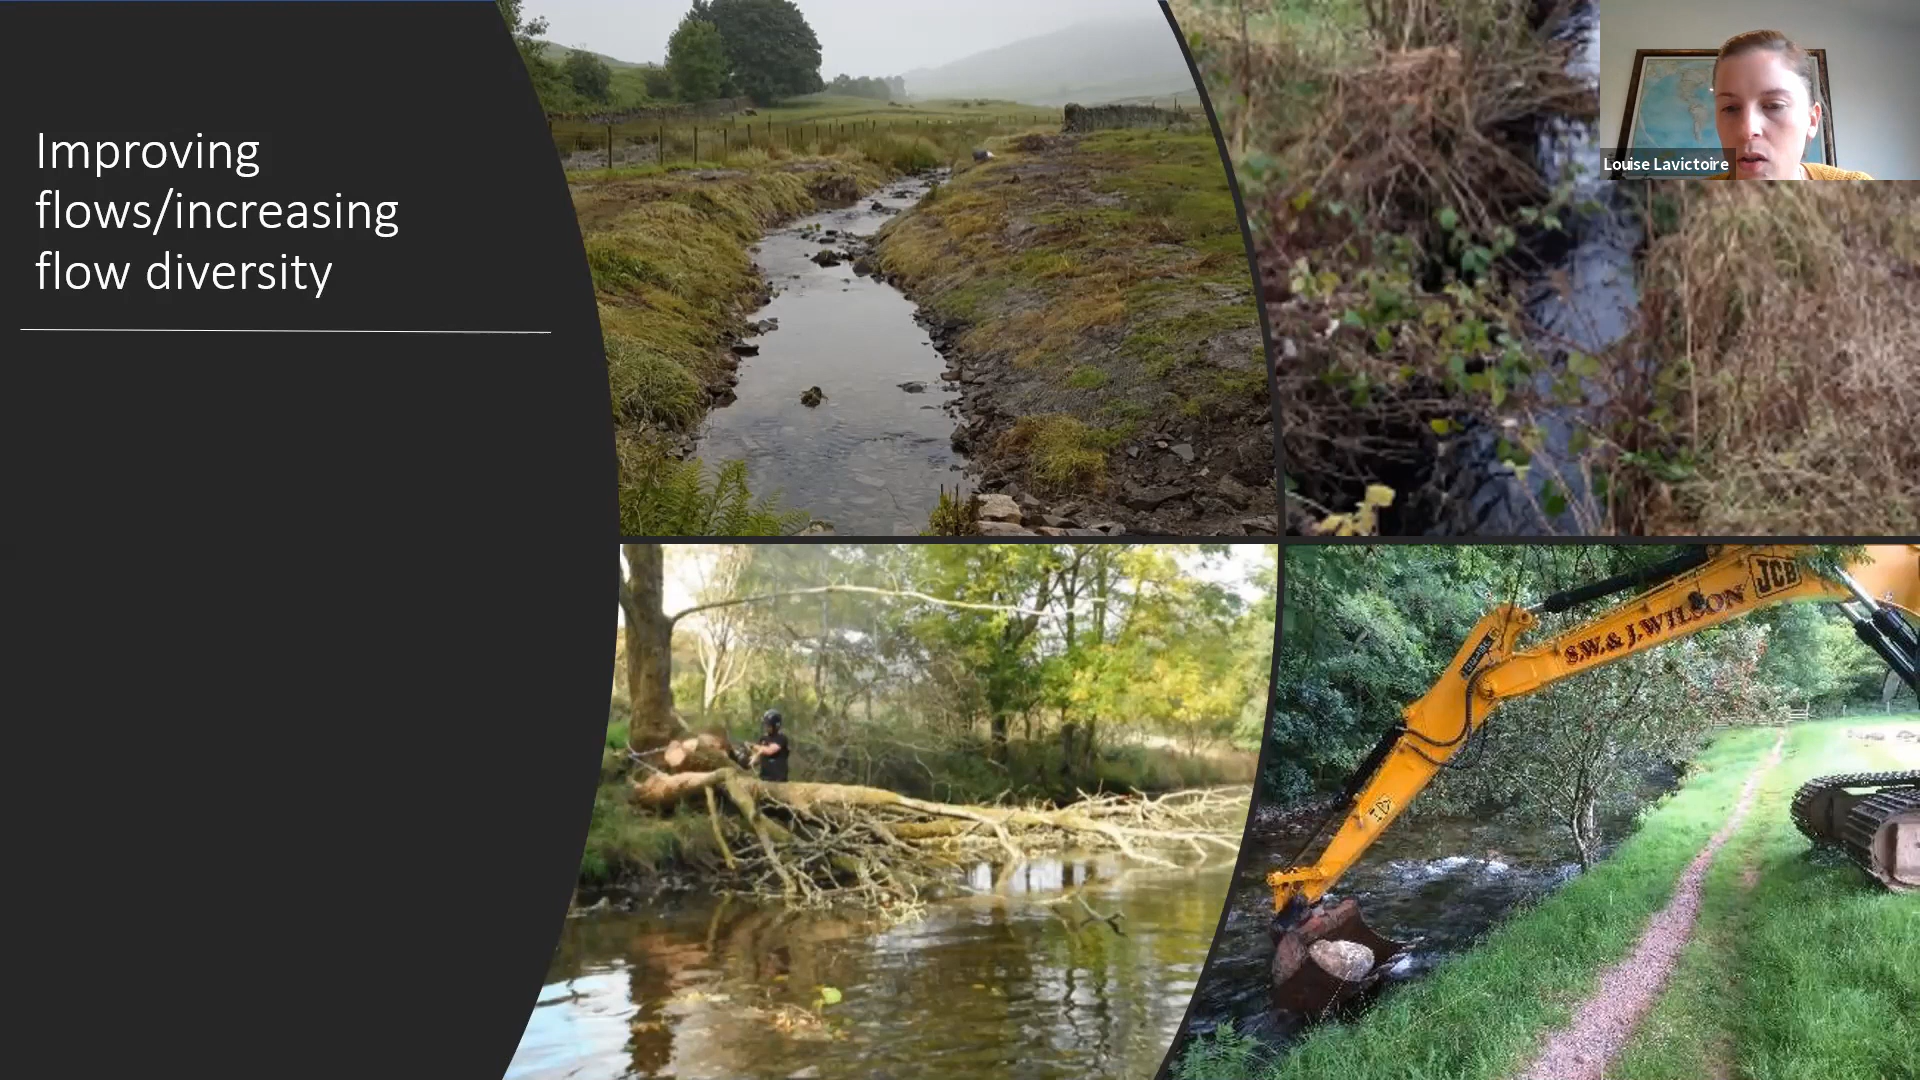 Improving
flows/increasing
flow diversity
Louise Lavictoire
JCB
S.W.& J.WILSON